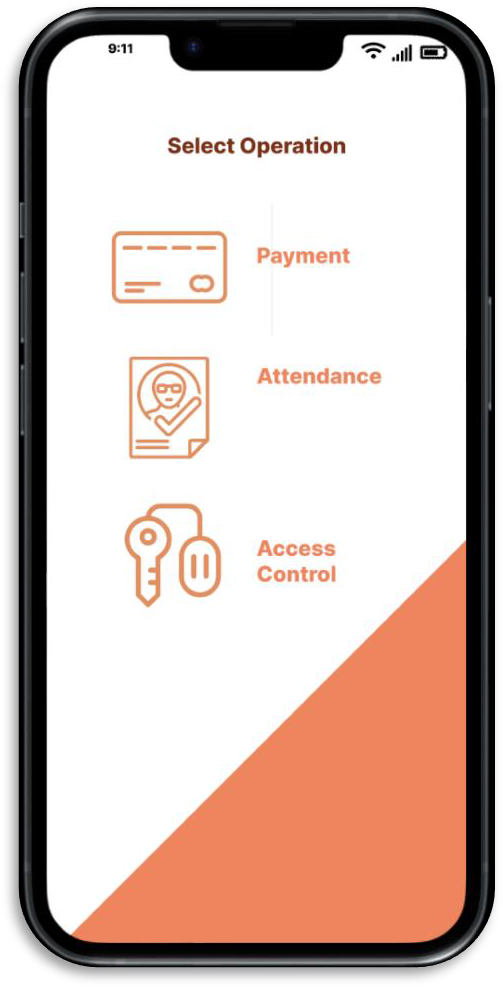 9:11
Select Operation
Payment
Attendance
Access
Control